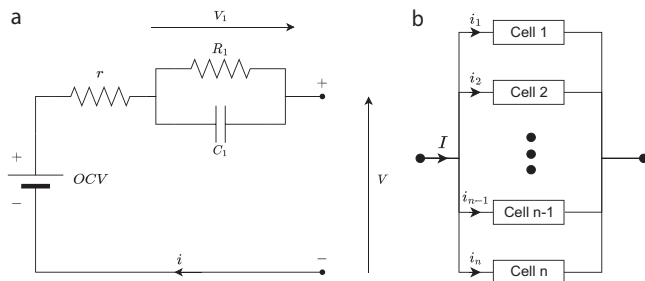 a
V₁
R₁
r
C₁
+
+
OCV
−
V
i
−
b
i₁
Cell 1
i₂
Cell 2
I
iₙ₋₁
Cell n-1
iₙ
Cell n